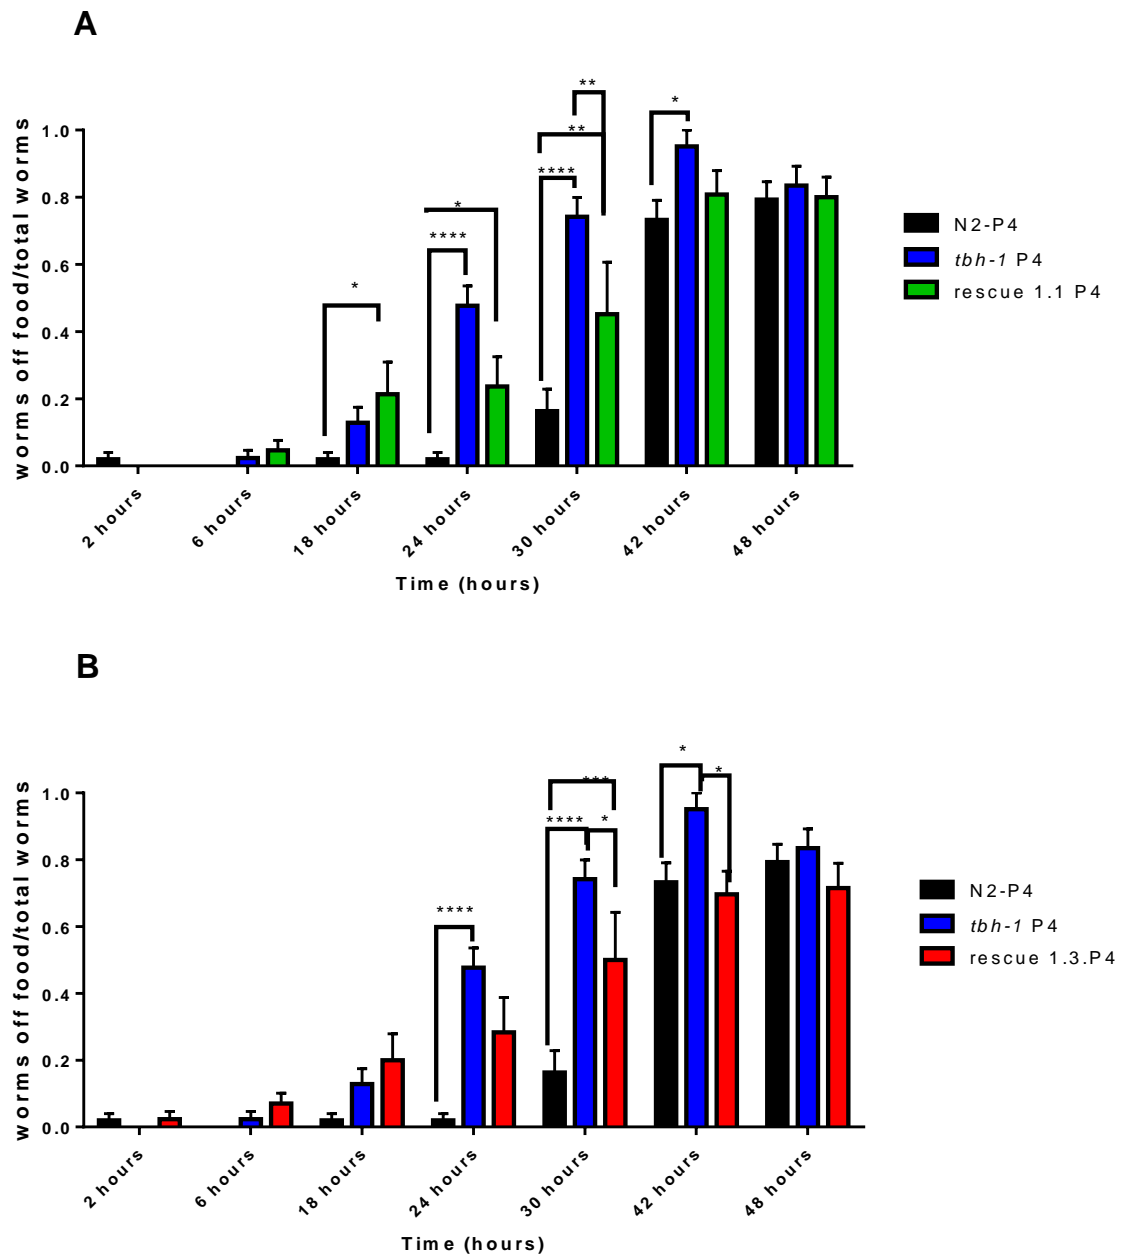 A
**
*
**
****
*
****
*
1.0
0.8
0.6
0.4
0.2
0.0
worms off food/total worms
2 hours
6 hours
18 hours
24 hours
30 hours
42 hours
48 hours
Time (hours)
N2-P4
tbh-1 P4
rescue 1.1 P4
B
*
*
***
****
*
****
1.0
0.8
0.6
0.4
0.2
0.0
worms off food/total worms
2 hours
6 hours
18 hours
24 hours
30 hours
42 hours
48 hours
Time (hours)
N2-P4
tbh-1 P4
rescue 1.3.P4